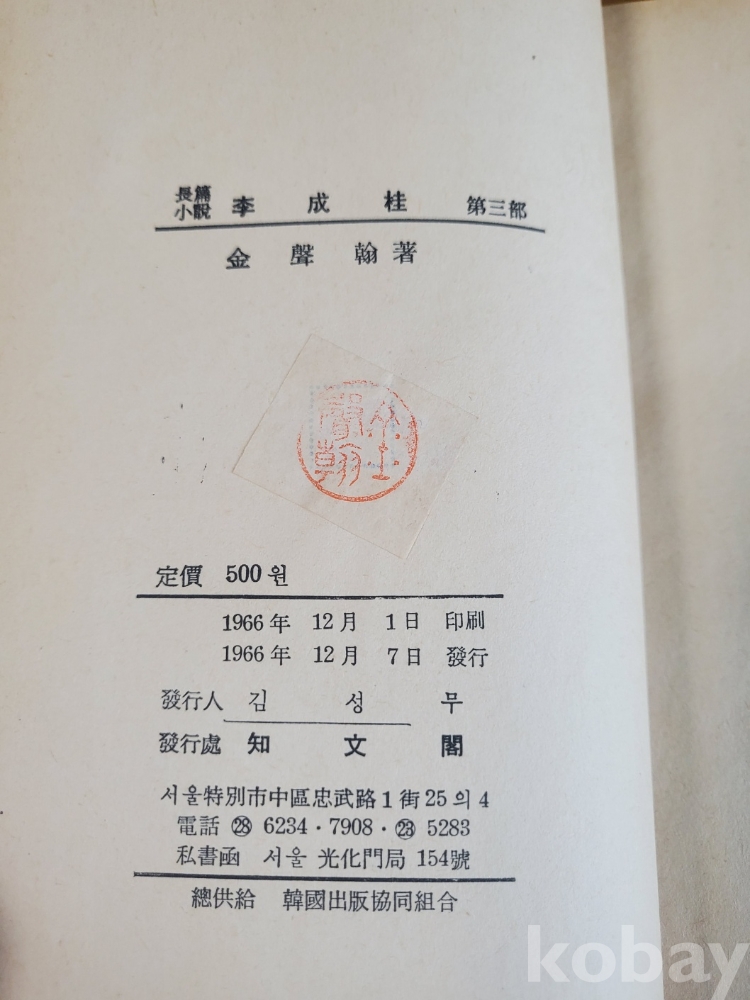 長篇小說 李成桂 第三部
金聲翰著
金聲翰
定價 500원
1966年 12月 1日 印刷
1966年 12月 7日 發行
發行人 김성무
發行處 知文閣
서울特別市中區忠武路1街25의4
電話 ㉘ 6234·7908·㉓ 5283
私書函 서울 光化門局 154號
總供給 韓國出版協同組合
kobay